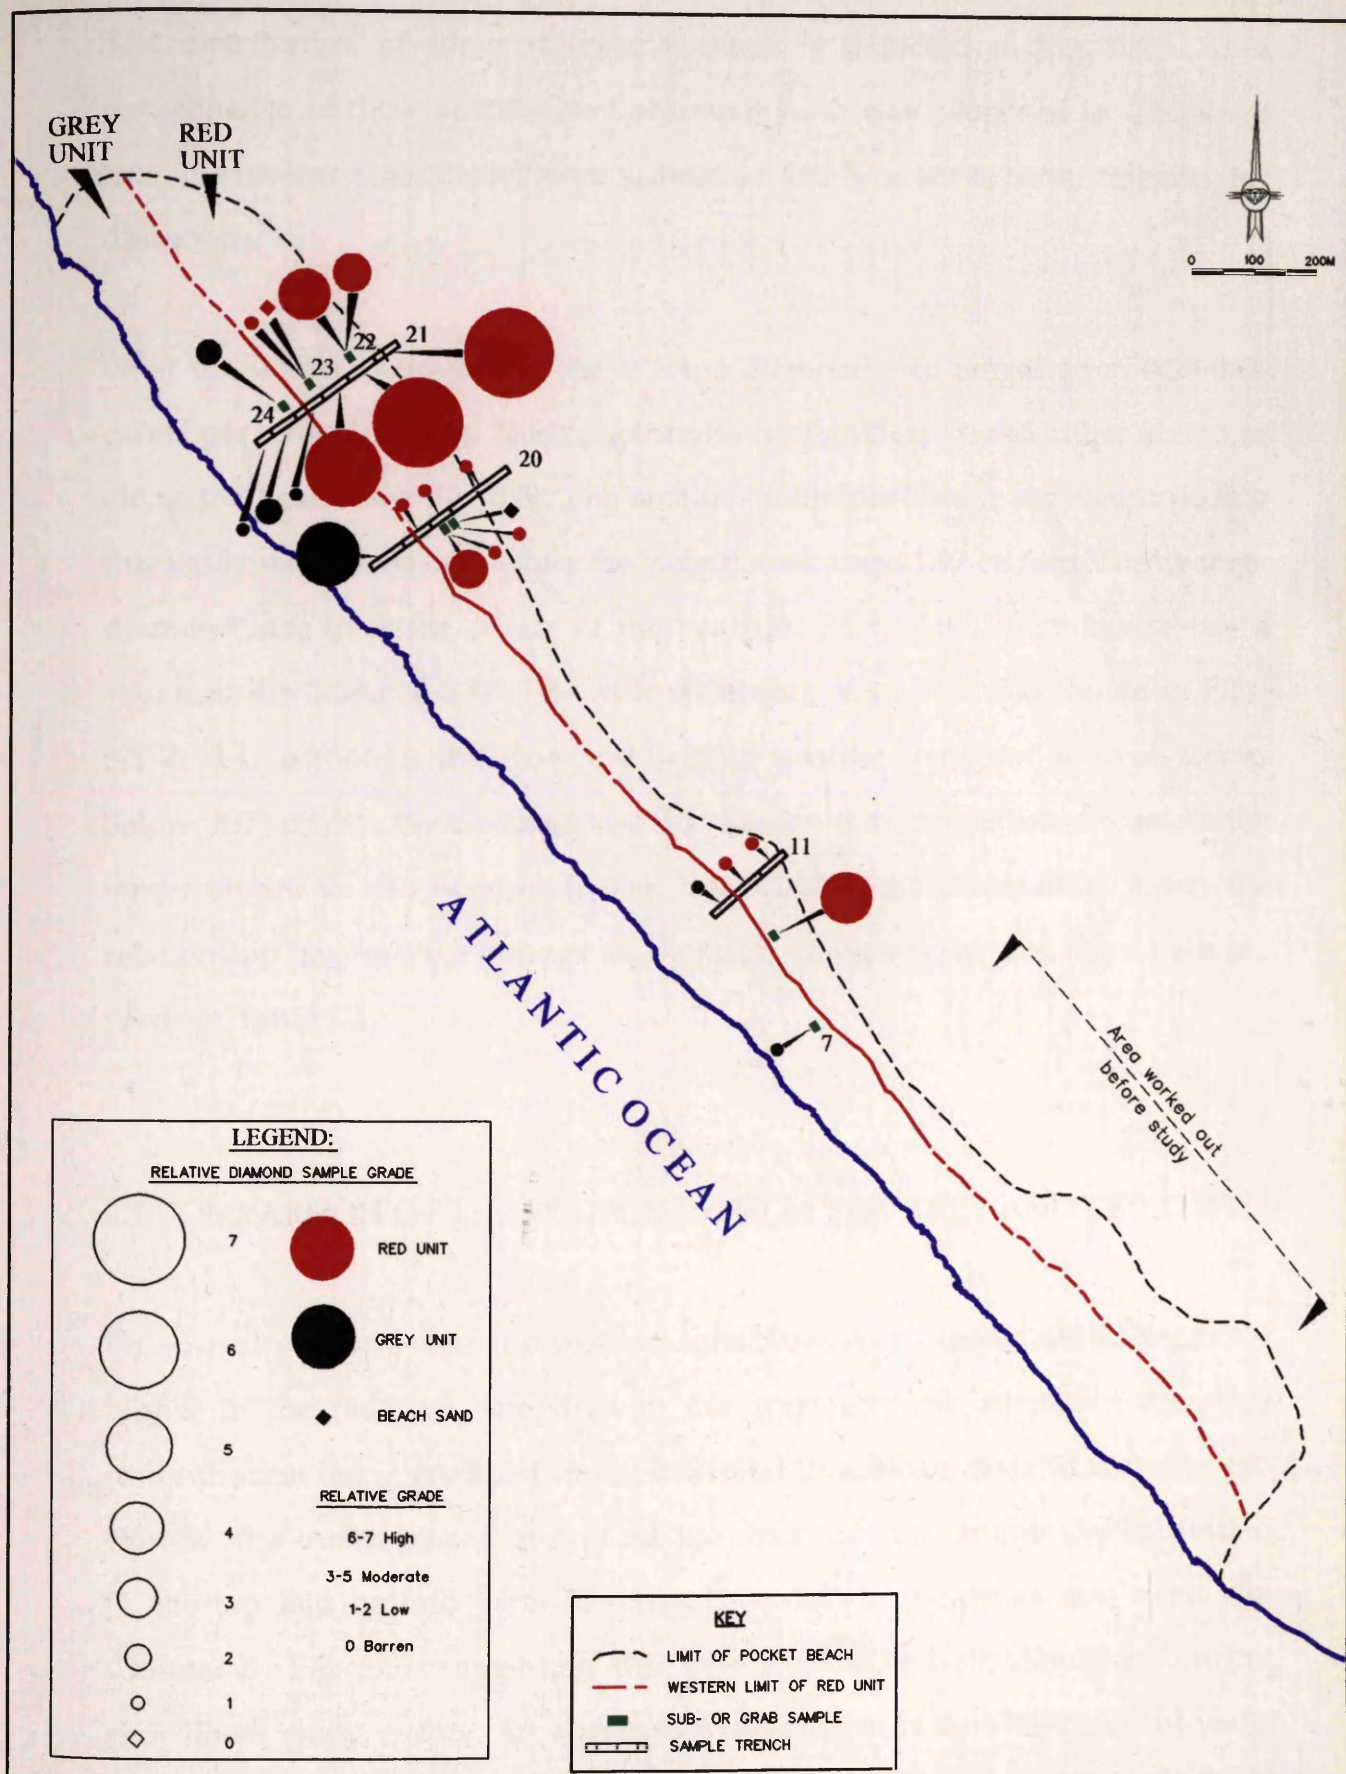 GREY
UNIT
RED
UNIT
0 100 200M
21
22
23
24
20
11
7
ATLANTIC OCEAN
Area worked out
before study
LEGEND:
RELATIVE DIAMOND SAMPLE GRADE
7
RED UNIT
6
GREY UNIT
5
BEACH SAND
4
RELATIVE GRADE
6-7 High
3
3-5 Moderate
1-2 Low
2
0 Barren
1
0
KEY
LIMIT OF POCKET BEACH
WESTERN LIMIT OF RED UNIT
SUB- OR GRAB SAMPLE
SAMPLE TRENCH